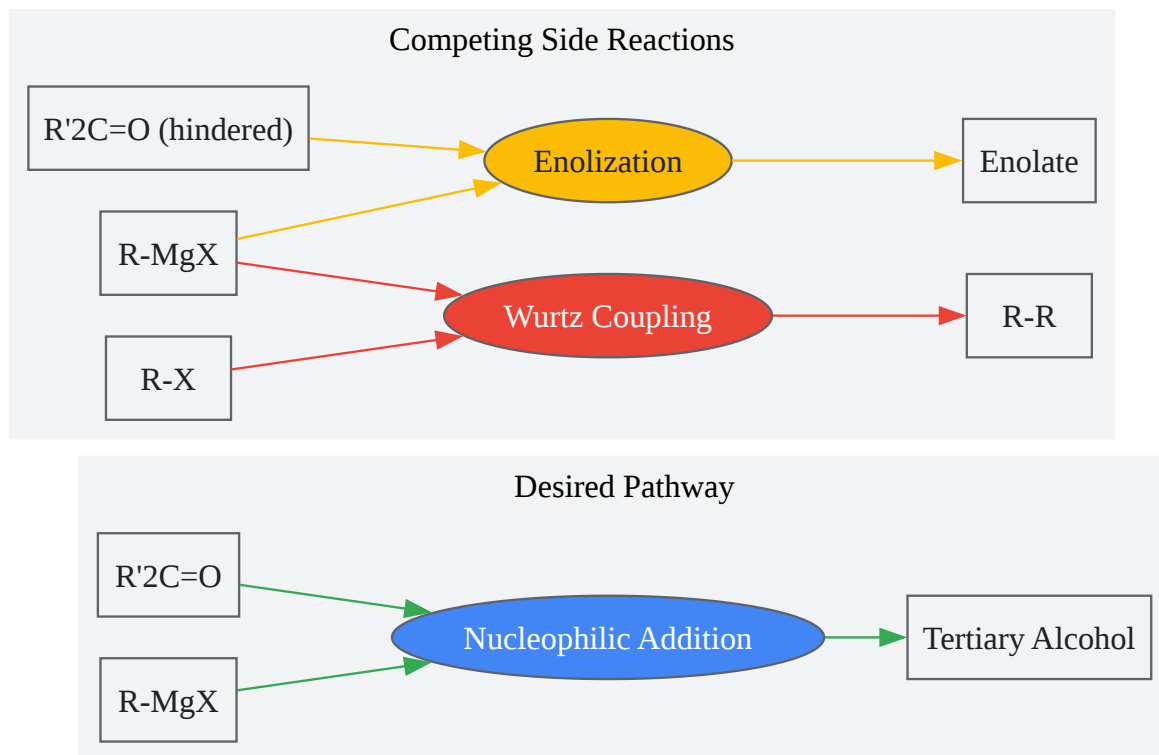 Competing Side Reactions
R'2C=O (hindered)
Enolization
Enolate
R-MgX
Wurtz Coupling
R-R
R-X
Desired Pathway
R'2C=O
Nucleophilic Addition
Tertiary Alcohol
R-MgX